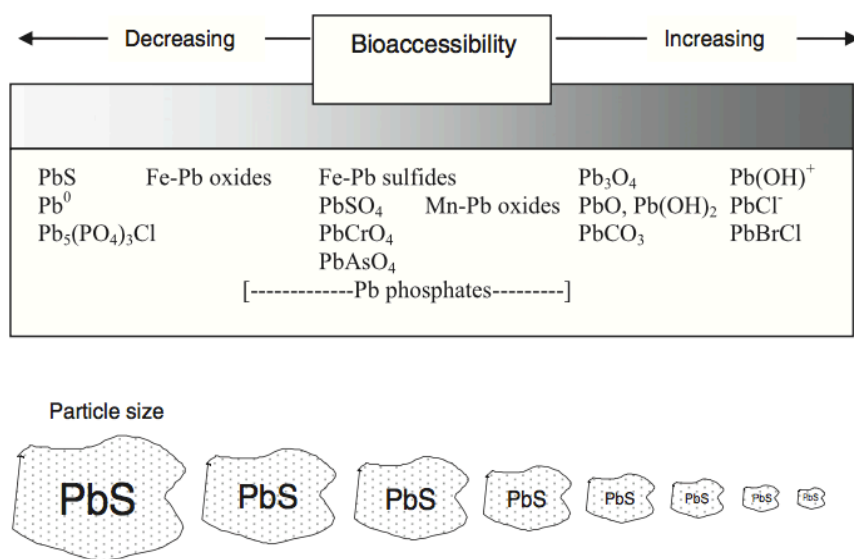 Decreasing Bioaccessibility Increasing
PbS Fe-Pb oxides Fe-Pb sulfides Pb₃O₄ Pb(OH)⁺
Pb⁰ PbSO₄ Mn-Pb oxides PbO, Pb(OH)₂ PbCl⁻
Pb₅(PO₄)₃Cl PbCrO₄ PbCO₃ PbBrCl
PbAsO₄
[-------------Pb phosphates---------]
Particle size
PbS PbS PbS PbS PbS PbS PbS PbS